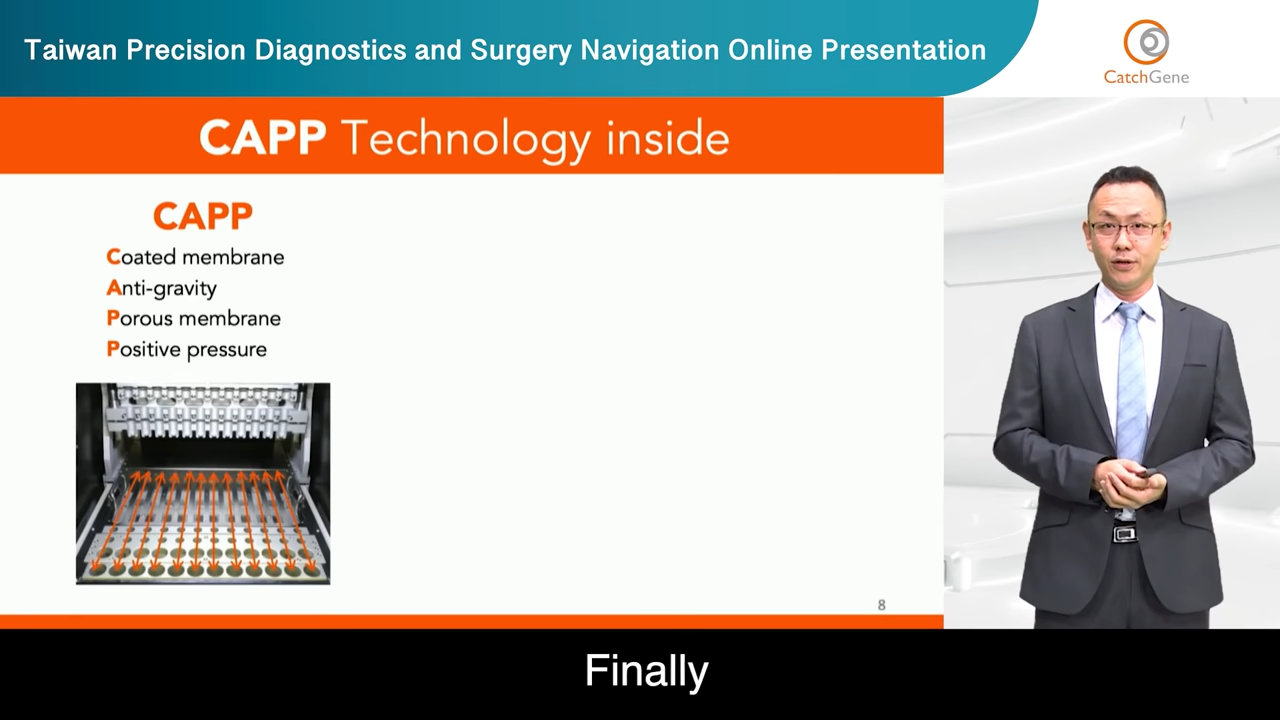 Taiwan Precision Diagnostics and Surgery Navigation Online Presentation
CatchGene
CAPP Technology inside
CAPP
Coated membrane
Anti-gravity
Porous membrane
Positive pressure
8
Finally